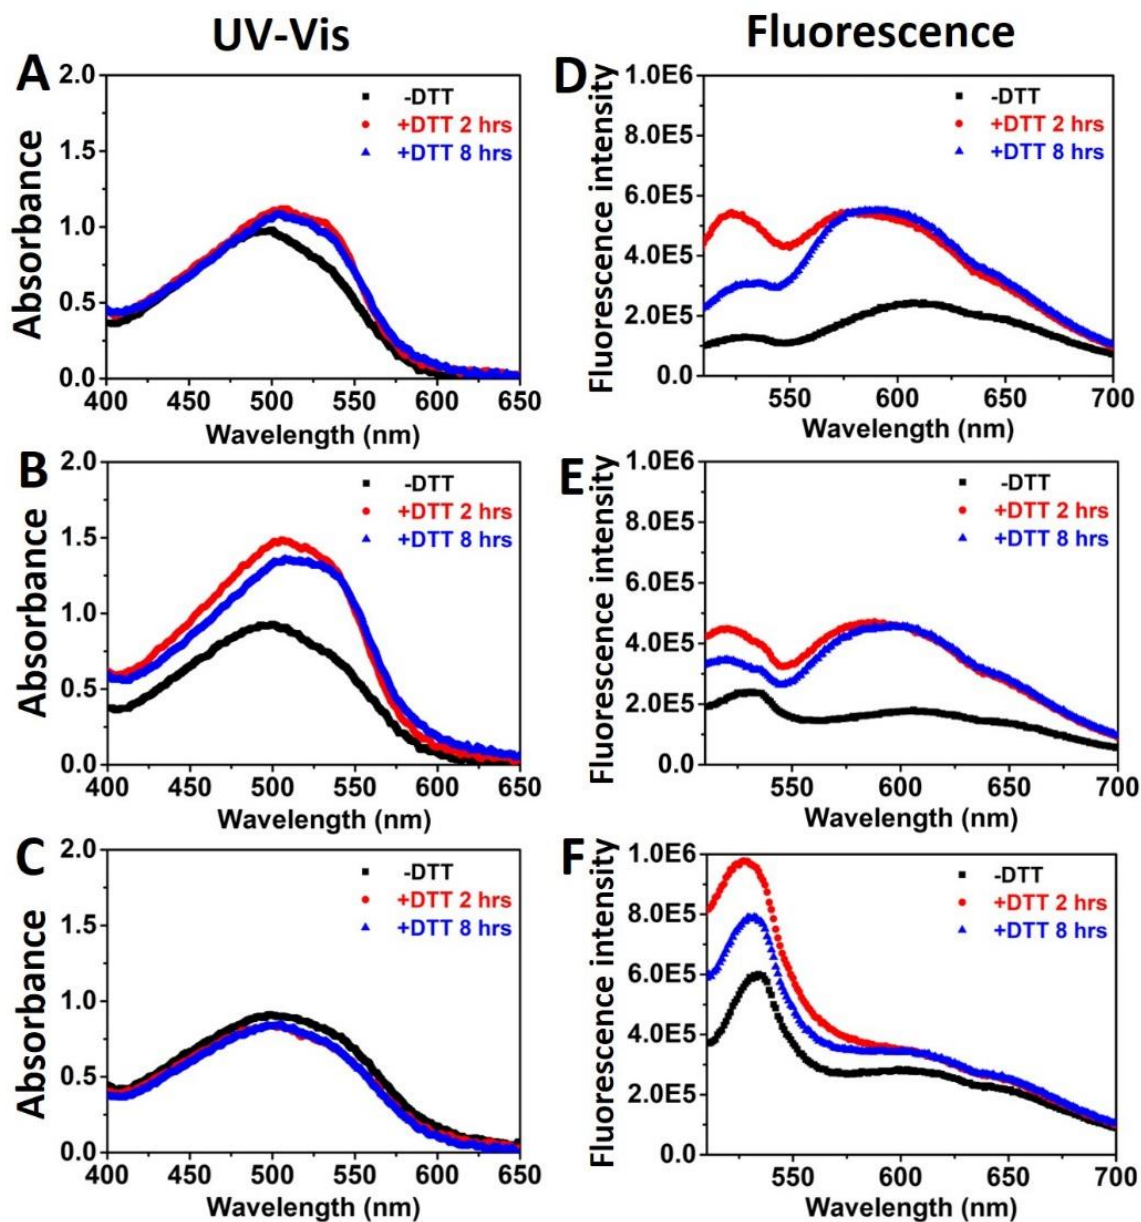 UV-Vis
Fluorescence
A
Absorbance
2.0
1.5
1.0
0.5
0.0
400 450 500 550 600 650
Wavelength (nm)
-DTT
+DTT 2 hrs
+DTT 8 hrs
D
Fluorescence intensity
1.0E6
8.0E5
6.0E5
4.0E5
2.0E5
0.0
550 600 650 700
Wavelength (nm)
-DTT
+DTT 2 hrs
+DTT 8 hrs
B
Absorbance
2.0
1.5
1.0
0.5
0.0
400 450 500 550 600 650
Wavelength (nm)
-DTT
+DTT 2 hrs
+DTT 8 hrs
E
Fluorescence intensity
1.0E6
8.0E5
6.0E5
4.0E5
2.0E5
0.0
550 600 650 700
Wavelength (nm)
-DTT
+DTT 2 hrs
+DTT 8 hrs
C
Absorbance
2.0
1.5
1.0
0.5
0.0
400 450 500 550 600 650
Wavelength (nm)
-DTT
+DTT 2 hrs
+DTT 8 hrs
F
Fluorescence intensity
1.0E6
8.0E5
6.0E5
4.0E5
2.0E5
0.0
550 600 650 700
Wavelength (nm)
-DTT
+DTT 2 hrs
+DTT 8 hrs